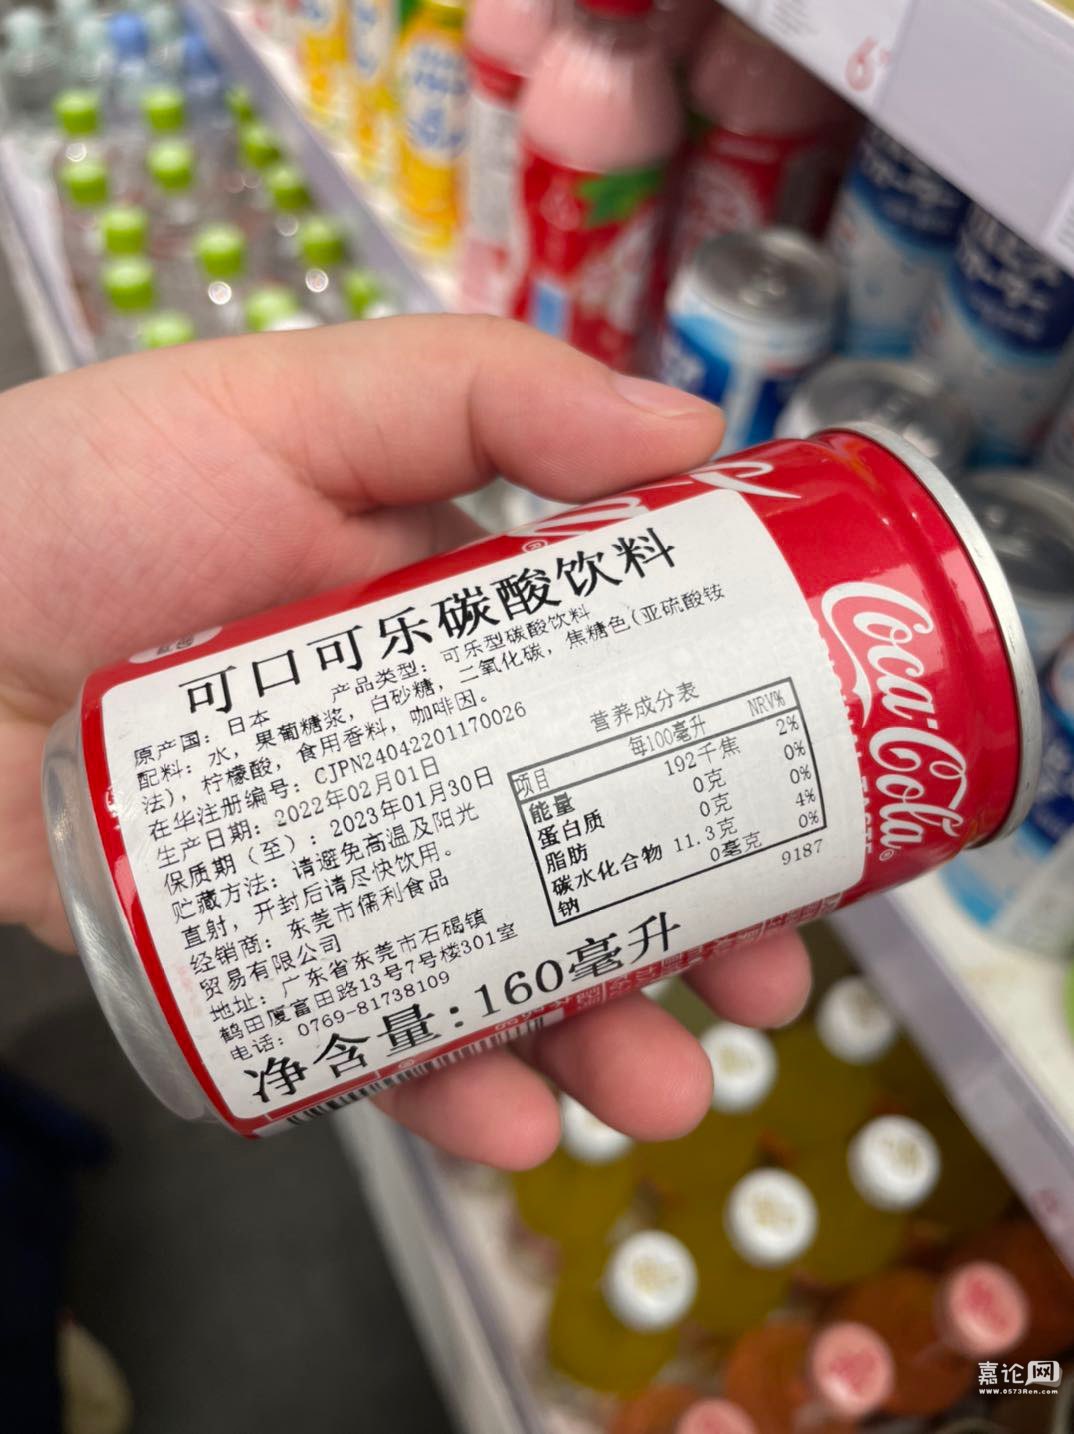 可口可乐碳酸饮料
原产国：日本 产品类型：可乐型碳酸饮料
配料：水，果葡糖浆，白砂糖，二氧化碳，焦糖色(亚硫酸铵
法)，柠檬酸，食用香料，咖啡因。
在华注册编号：CJPN24042201170026
生产日期：2022年02月01日
保质期（至）：2023年01月30日
贮藏方法：请避免高温及阳光
直射，开封后请尽快饮用。
经销商：东莞市儒利食品
贸易有限公司
地址：广东省东莞市石碣镇
鹤田厦富田路13号7号楼301室
电话：0769-81738109
净含量：160毫升
营养成分表
项目 每100毫升 NRV%
能量 192千焦 2%
蛋白质 0克 0%
脂肪 0克 0%
碳水化合物 11.3克 4%
钠 0毫克 0%
9187
Coca-Cola
嘉论网
www.0573Ren.com